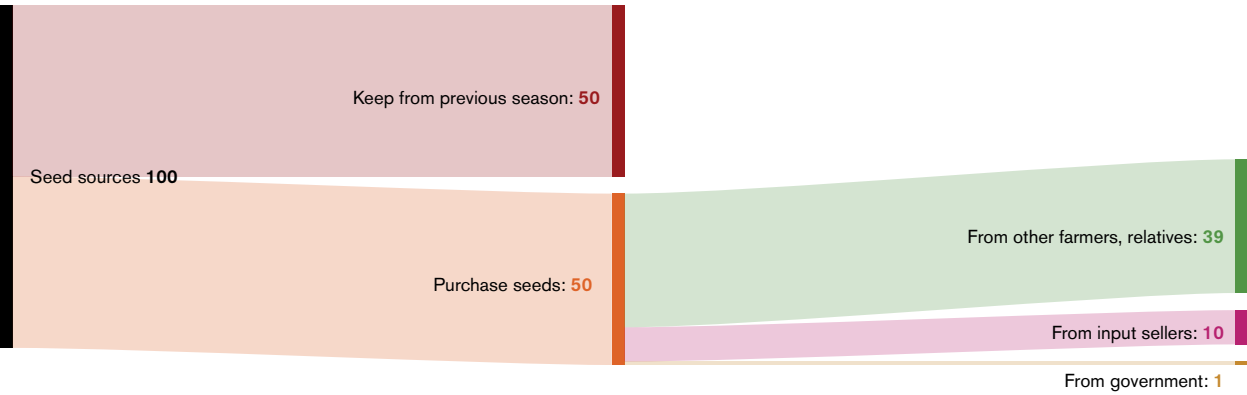 Keep from previous season: 50
Seed sources 100
From other farmers, relatives: 39
Purchase seeds: 50
From input sellers: 10
From government: 1